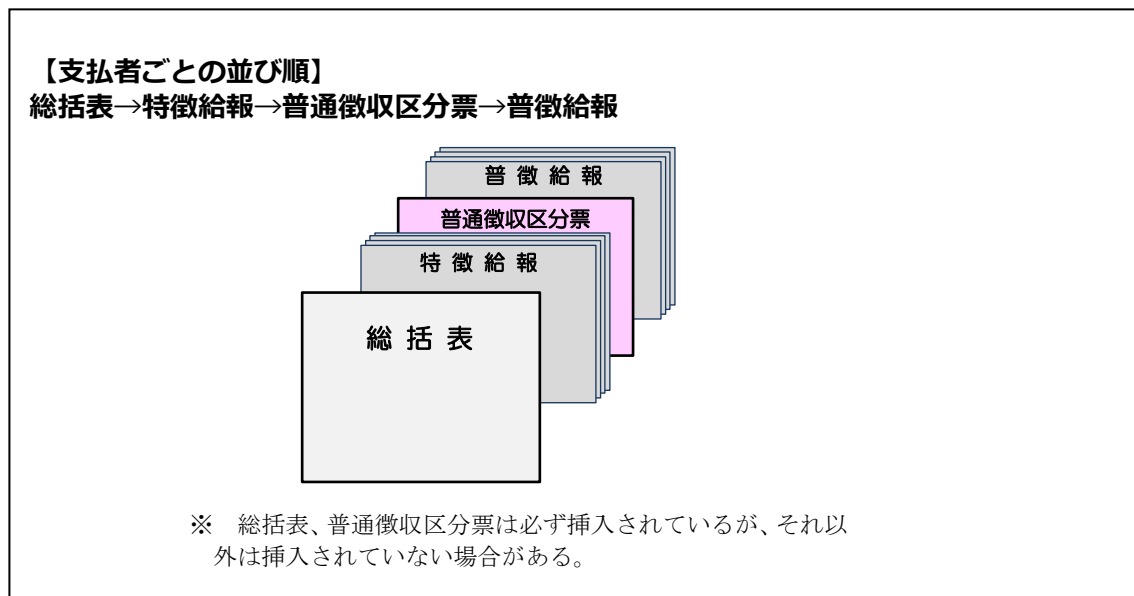 【支払者ごとの並び順】
総括表→特徴給報→普通徴収区分票→普徴給報
普 徴 給 報
普通徴収区分票
特 徴 給 報
総 括 表
※　総括表、普通徴収区分票は必ず挿入されているが、それ以
外は挿入されていない場合がある。